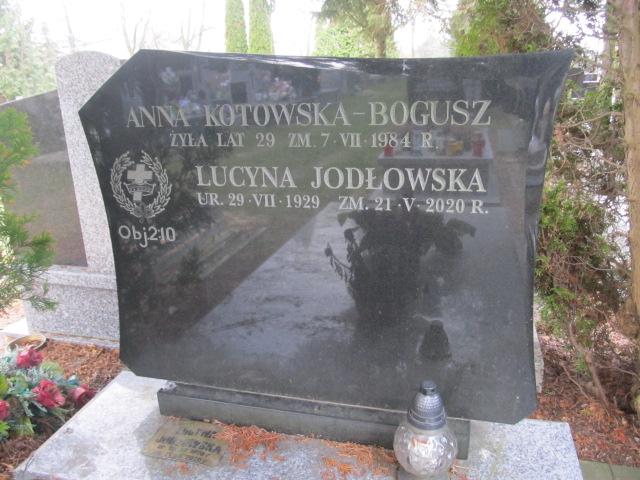 ANNA KOTOWSKA-BOGUSZ
ŻYŁA LAT 29 ZM. 7·VII·1984 R.
LUCYNA JODŁOWSKA
UR. 29·VII·1929 ZM. 21·V·2020 R.
Obj210